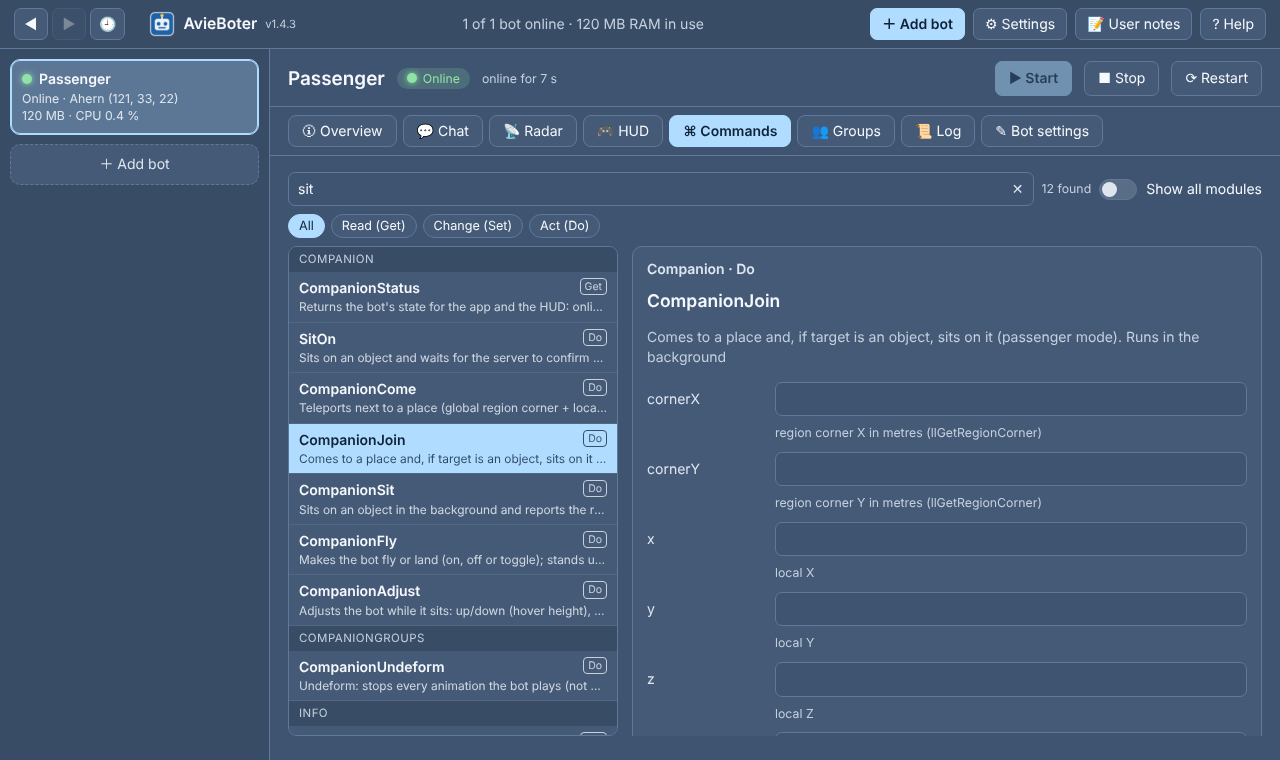 AvieBoter v1.4.3
1 of 1 bot online · 120 MB RAM in use
+ Add bot
⚙ Settings
📝 User notes
? Help
Passenger
Online · Ahern (121, 33, 22)
120 MB · CPU 0.4 %
+ Add bot
Passenger
Online
online for 7 s
▶ Start
■ Stop
⟳ Restart
Overview
Chat
Radar
HUD
⌘ Commands
Groups
Log
✎ Bot settings
sit
✕
12 found
Show all modules
All
Read (Get)
Change (Set)
Act (Do)
COMPANION
CompanionStatus
Get
Returns the bot's state for the app and the HUD: onli...
SitOn
Do
Sits on an object and waits for the server to confirm ...
CompanionCome
Do
Teleports next to a place (global region corner + loca...
CompanionJoin
Do
Comes to a place and, if target is an object, sits on it ...
CompanionSit
Do
Sits on an object in the background and reports the r...
CompanionFly
Do
Makes the bot fly or land (on, off or toggle); stands u...
CompanionAdjust
Do
Adjusts the bot while it sits: up/down (hover height), ...
COMPANIONGROUPS
CompanionUndeform
Do
Undeform: stops every animation the bot plays (not ...
INFO
Companion · Do
CompanionJoin
Comes to a place and, if target is an object, sits on it (passenger mode). Runs in the
background
cornerX
region corner X in metres (llGetRegionCorner)
cornerY
region corner Y in metres (llGetRegionCorner)
x
local X
y
local Y
z
local Z